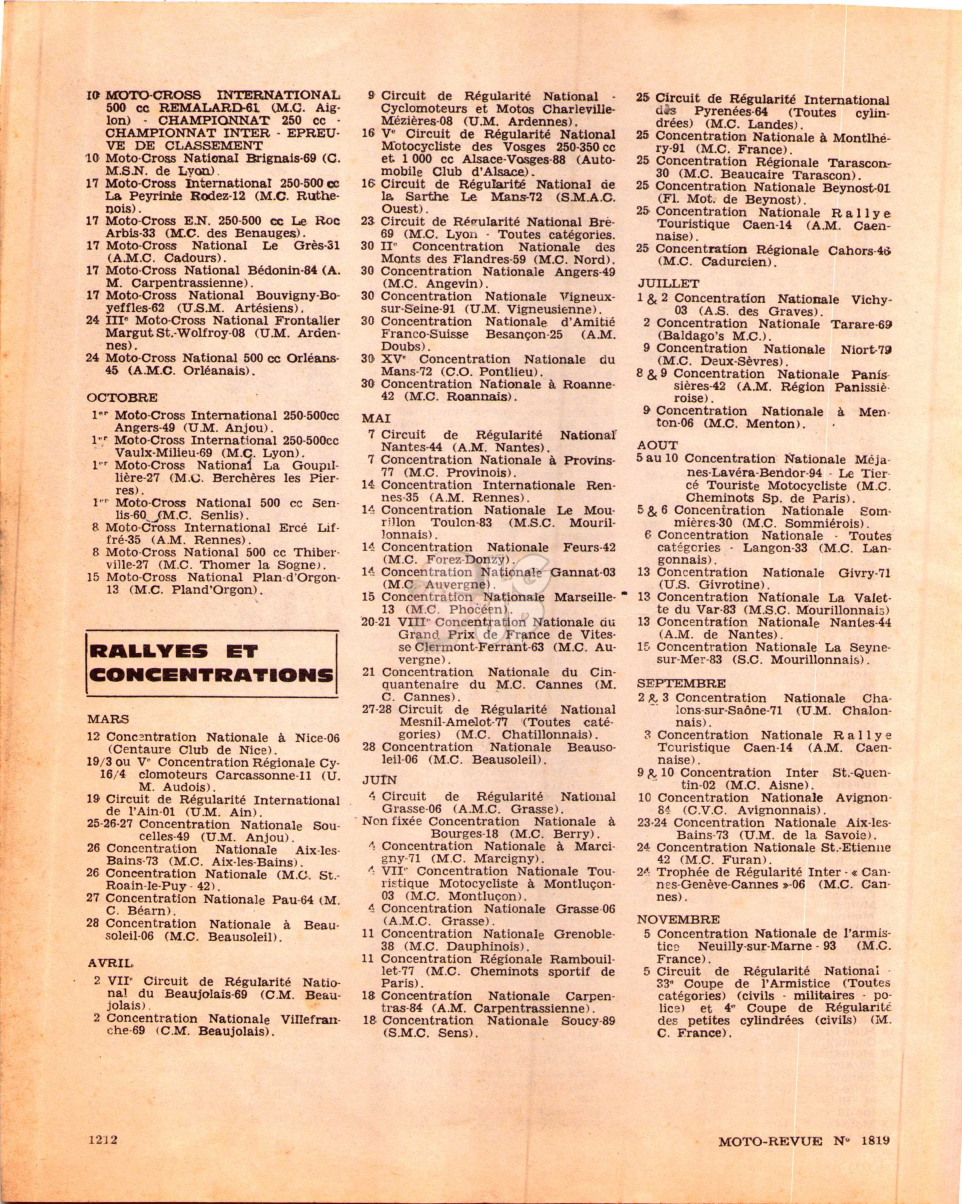 10 MOTO-CROSS INTERNATIONAL
500 cc REMALARD-61 (M.C. Aig-
lon) - CHAMPIONNAT 250 cc -
CHAMPIONNAT INTER - EPREU-
VE DE CLASSEMENT
10 Moto-Cross National Brignais-69 (C.
M.S.N. de Lyon).
17 Moto-Cross International 250-500 cc
La Peyrinie Rodez-12 (M.C. Ruthe-
nois).
17 Moto-Cross E.N. 250-500 cc Le Roc
Arbis-33 (M.C. des Benauges).
17 Moto-Cross National Le Grès-31
(A.M.C. Cadours).
17 Moto-Cross National Bédonin-84 (A.
M. Carpentrassienne).
17 Moto-Cross National Bouvigny-Bo-
yeffles-62 (U.S.M. Artésiens).
24 IIIe Moto-Cross National Frontalier
Margut St.-Wolfroy-08 (U.M. Arden-
nes).
24 Moto-Cross National 500 cc Orléans-
45 (A.M.C. Orléanais).
OCTOBRE
1er Moto-Cross International 250-500cc
Angers-49 (U.M. Anjou).
1er Moto-Cross International 250-500cc
Vaulx-Milieu-69 (M.C. Lyon).
1er Moto-Cross National La Goupil-
lière-27 (M.C. Berchères les Pier-
res).
1er Moto-Cross National 500 cc Sen-
lis-60 (M.C. Senlis).
8 Moto-Cross International Ercé Lif-
fré-35 (A.M. Rennes).
8 Moto-Cross National 500 cc Thiber-
ville-27 (M.C. Thomer la Sogne).
15 Moto-Cross National Plan-d'Orgon-
13 (M.C. Pland'Orgon).
RALLYES ET
CONCENTRATIONS
MARS
12 Concentration Nationale à Nice-06
(Centaure Club de Nice).
19/3 ou Ve Concentration Régionale Cy-
16/4 clomoteurs Carcassonne-11 (U.
M. Audois).
19 Circuit de Régularité International
de l'Ain-01 (U.M. Ain).
25-26-27 Concentration Nationale Sou-
celles-49 (U.M. Anjou).
26 Concentration Nationale Aix-les-
Bains-73 (M.C. Aix-les-Bains).
26 Concentration Nationale (M.C. St.-
Roain-le-Puy - 42).
27 Concentration Nationale Pau-64 (M.
C. Béarn).
28 Concentration Nationale à Beau-
soleil-06 (M.C. Beausoleil).
AVRIL
2 VIIe Circuit de Régularité Natio-
nal du Beaujolais-69 (C.M. Beau-
jolais).
2 Concentration Nationale Villefran-
che-69 (C.M. Beaujolais).
9 Circuit de Régularité National -
Cyclomoteurs et Motos Charleville-
Mézières-08 (U.M. Ardennes).
16 Ve Circuit de Régularité National
Motocycliste des Vosges 250-350 cc
et 1 000 cc Alsace-Vosges-88 (Auto-
mobile Club d'Alsace).
16 Circuit de Régularité National de
la Sarthe Le Mans-72 (S.M.A.C.
Ouest).
23 Circuit de Régularité National Bré-
69 (M.C. Lyon - Toutes catégories.
30 IIe Concentration Nationale des
Monts des Flandres-59 (M.C. Nord).
30 Concentration Nationale Angers-49
(M.C. Angevin).
30 Concentration Nationale Vigneux-
sur-Seine-91 (U.M. Vigneusienne).
30 Concentration Nationale d'Amitié
Franco-Suisse Besançon-25 (A.M.
Doubs).
30 XVe Concentration Nationale du
Mans-72 (C.O. Pontlieu).
30 Concentration Nationale à Roanne-
42 (M.C. Roannais).
MAI
7 Circuit de Régularité National
Nantes-44 (A.M. Nantes).
7 Concentration Nationale à Provins-
77 (M.C. Provinois).
14 Concentration Internationale Ren-
nes-35 (A.M. Rennes).
14 Concentration Nationale Le Mou-
rillon Toulon-83 (M.S.C. Mouril-
lonnais).
14 Concentration Nationale Feurs-42
(M.C. Forez-Donzy).
14 Concentration Nationale Gannat-03
(M.C. Auvergne).
15 Concentration Nationale Marseille-
13 (M.C. Phocéen).
20-21 VIIIe Concentration Nationale du
Grand Prix de France de Vites-
se Clermont-Ferrant-63 (M.C. Au-
vergne).
21 Concentration Nationale du Cin-
quantenaire du M.C. Cannes (M.
C. Cannes).
27-28 Circuit de Régularité National
Mesnil-Amelot-77 (Toutes caté-
gories) (M.C. Chatillonnais).
28 Concentration Nationale Beauso-
leil-06 (M.C. Beausoleil).
JUIN
4 Circuit de Régularité National
Grasse-06 (A.M.C. Grasse).
Non fixée Concentration Nationale à
Bourges-18 (M.C. Berry).
4 Concentration Nationale à Marci-
gny-71 (M.C. Marcigny).
4 VIIe Concentration Nationale Tou-
ristique Motocycliste à Montluçon-
03 (M.C. Montluçon).
4 Concentration Nationale Grasse-06
(A.M.C. Grasse).
11 Concentration Nationale Grenoble-
38 (M.C. Dauphinois).
11 Concentration Régionale Rambouil-
let-77 (M.C. Cheminots sportif de
Paris).
18 Concentration Nationale Carpen-
tras-84 (A.M. Carpentrassienne).
18 Concentration Nationale Soucy-89
(S.M.C. Sens).
25 Circuit de Régularité International
des Pyrenées-64 (Toutes cylin-
drées) (M.C. Landes).
25 Concentration Nationale à Montlhé-
ry-91 (M.C. France).
25 Concentration Régionale Tarascon-
30 (M.C. Beaucaire Tarascon).
25 Concentration Nationale Beynost-01
(Fl. Mot. de Beynost).
25 Concentration Nationale Rallye
Touristique Caen-14 (A.M. Caen-
naise).
25 Concentration Régionale Cahors-46
(M.C. Cadurcien).
JUILLET
1 & 2 Concentration Nationale Vichy-
03 (A.S. des Graves).
2 Concentration Nationale Tarare-69
(Baldago's M.C.).
9 Concentration Nationale Niort-79
(M.C. Deux-Sèvres).
8 & 9 Concentration Nationale Panis-
sières-42 (A.M. Région Panissiè-
roise).
9 Concentration Nationale à Men-
ton-06 (M.C. Menton).
AOUT
5 au 10 Concentration Nationale Méja-
nes-Lavéra-Bendor-94 - Le Tier-
cé Touriste Motocycliste (M.C.
Cheminots Sp. de Paris).
5 & 6 Concentration Nationale Som-
mières-30 (M.C. Sommiérois).
6 Concentration Nationale - Toutes
catégories - Langon-33 (M.C. Lan-
gonnais).
13 Concentration Nationale Givry-71
(U.S. Givrotine).
13 Concentration Nationale La Valet-
te du Var-83 (M.S.C. Mourillonnais)
13 Concentration Nationale Nantes-44
(A.M. de Nantes).
15 Concentration Nationale La Seyne-
sur-Mer-83 (S.C. Mourillonnais).
SEPTEMBRE
2 & 3 Concentration Nationale Cha-
lons-sur-Saône-71 (U.M. Chalon-
nais).
3 Concentration Nationale Rallye
Touristique Caen-14 (A.M. Caen-
naise).
9 & 10 Concentration Inter St.-Quen-
tin-02 (M.C. Aisne).
10 Concentration Nationale Avignon-
84 (C.V.C. Avignonnais).
23-24 Concentration Nationale Aix-les-
Bains-73 (U.M. de la Savoie).
24 Concentration Nationale St.-Etienne
42 (M.C. Furan).
24 Trophée de Régularité Inter - « Can-
nes-Genève-Cannes »-06 (M.C. Can-
nes).
NOVEMBRE
5 Concentration Nationale de l'armis-
tice Neuilly-sur-Marne - 93 (M.C.
France).
5 Circuit de Régularité National -
33e Coupe de l'Armistice (Toutes
catégories) (civils - militaires - po-
lice) et 4e Coupe de Régularité
des petites cylindrées (civils) (M.
C. France).
1212
MOTO-REVUE No 1819